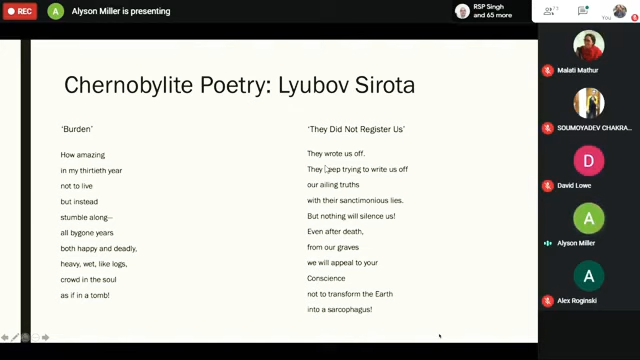 REC
A
Alyson Miller is presenting
RSP Singh
and 65 more
You
Chernobylite Poetry: Lyubov Sirota
'Burden'
How amazing
in my thirtieth year
not to live
but instead
stumble along--
all bygone years
both happy and deadly,
heavy, wet, like logs,
crowd in the soul
as if in a tomb!
'They Did Not Register Us'
They wrote us off.
They keep trying to write us off
our ailing truths
with their sanctimonious lies.
But nothing will silence us!
Even after death,
from our graves
we will appeal to your
Conscience
not to transform the Earth
into a sarcophagus!
Malati Mathur
SOUMOYADEV CHAKRA...
D
David Lowe
A
Alyson Miller
A
Alex Roginski